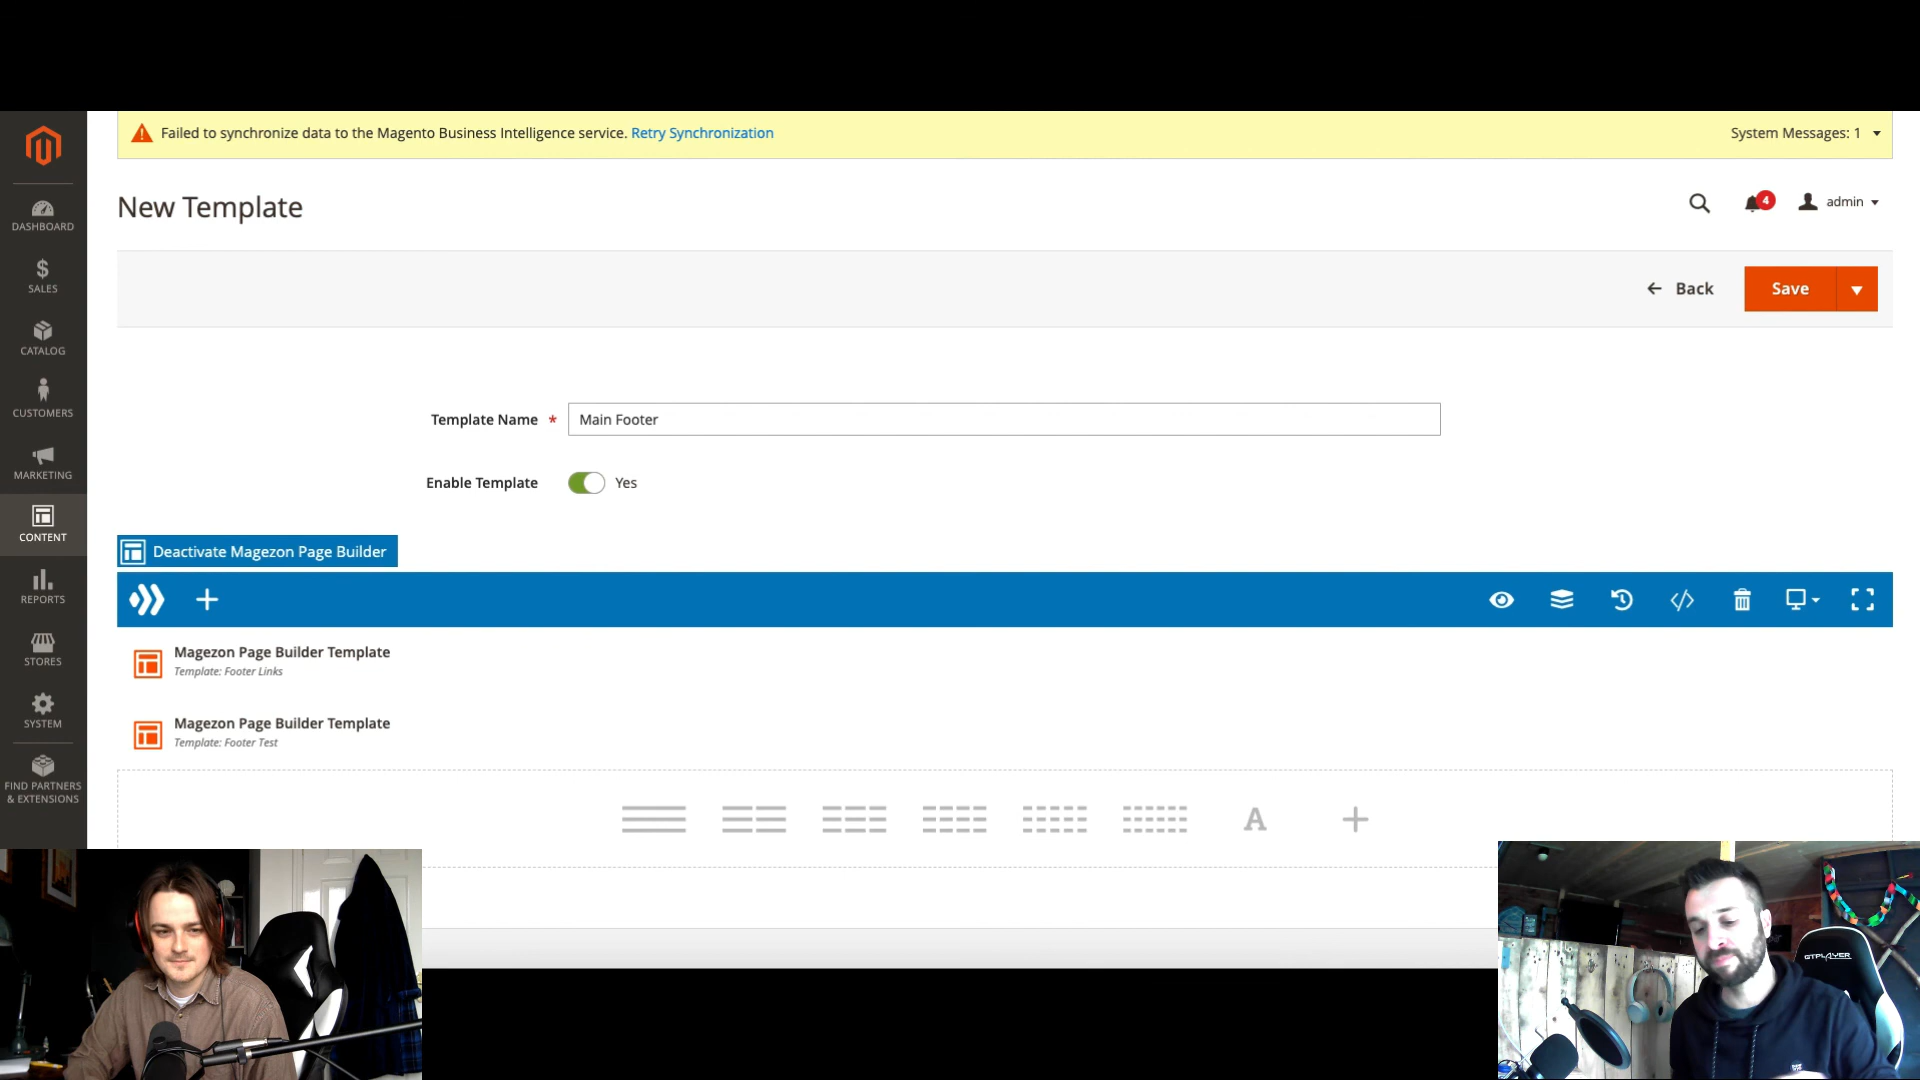 Failed to synchronize data to the Magento Business Intelligence service. Retry Synchronization
System Messages: 1
New Template
4
admin
DASHBOARD
SALES
CATALOG
CUSTOMERS
MARKETING
CONTENT
REPORTS
STORES
SYSTEM
FIND PARTNERS
& EXTENSIONS
Back
Save
Template Name *
Main Footer
Enable Template
Yes
Deactivate Magezon Page Builder
Magezon Page Builder Template
Template: Footer Links
Magezon Page Builder Template
Template: Footer Test
A
GTPLAYER